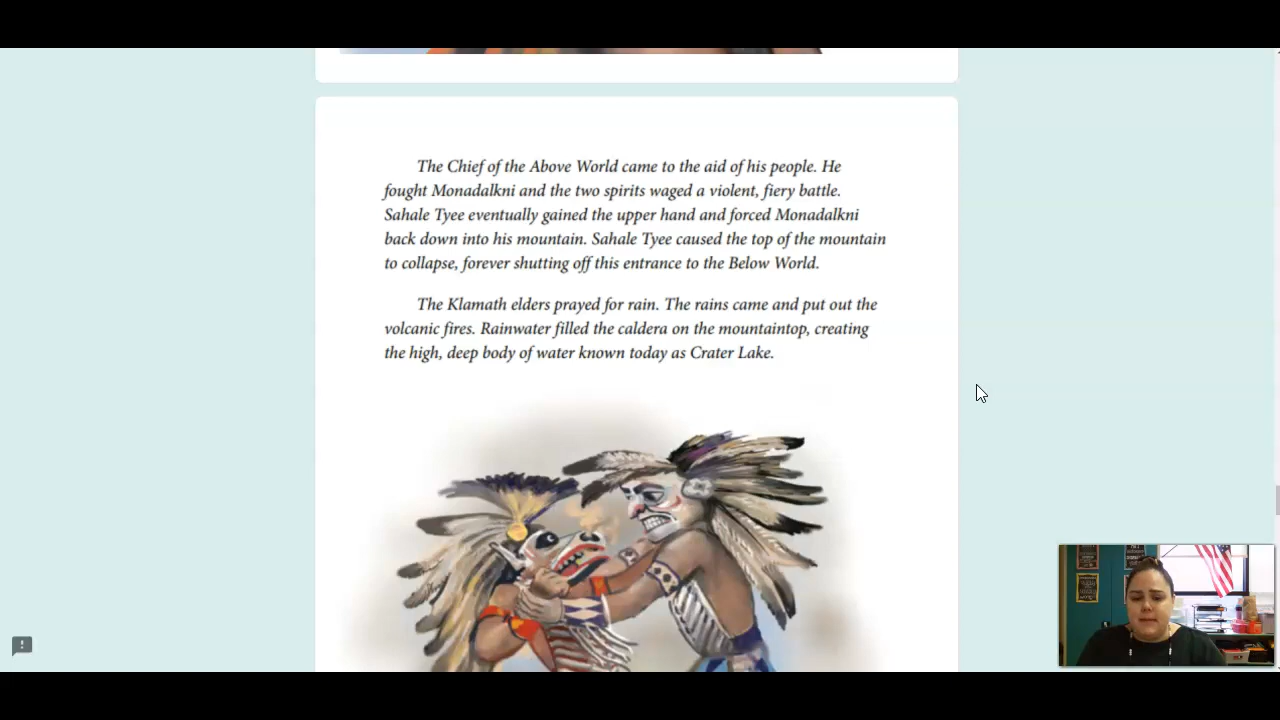 The Chief of the Above World came to the aid of his people. He
fought Monadalkni and the two spirits waged a violent, fiery battle.
Sahale Tyee eventually gained the upper hand and forced Monadalkni
back down into his mountain. Sahale Tyee caused the top of the mountain
to collapse, forever shutting off this entrance to the Below World.
The Klamath elders prayed for rain. The rains came and put out the
volcanic fires. Rainwater filled the caldera on the mountaintop, creating
the high, deep body of water known today as Crater Lake.